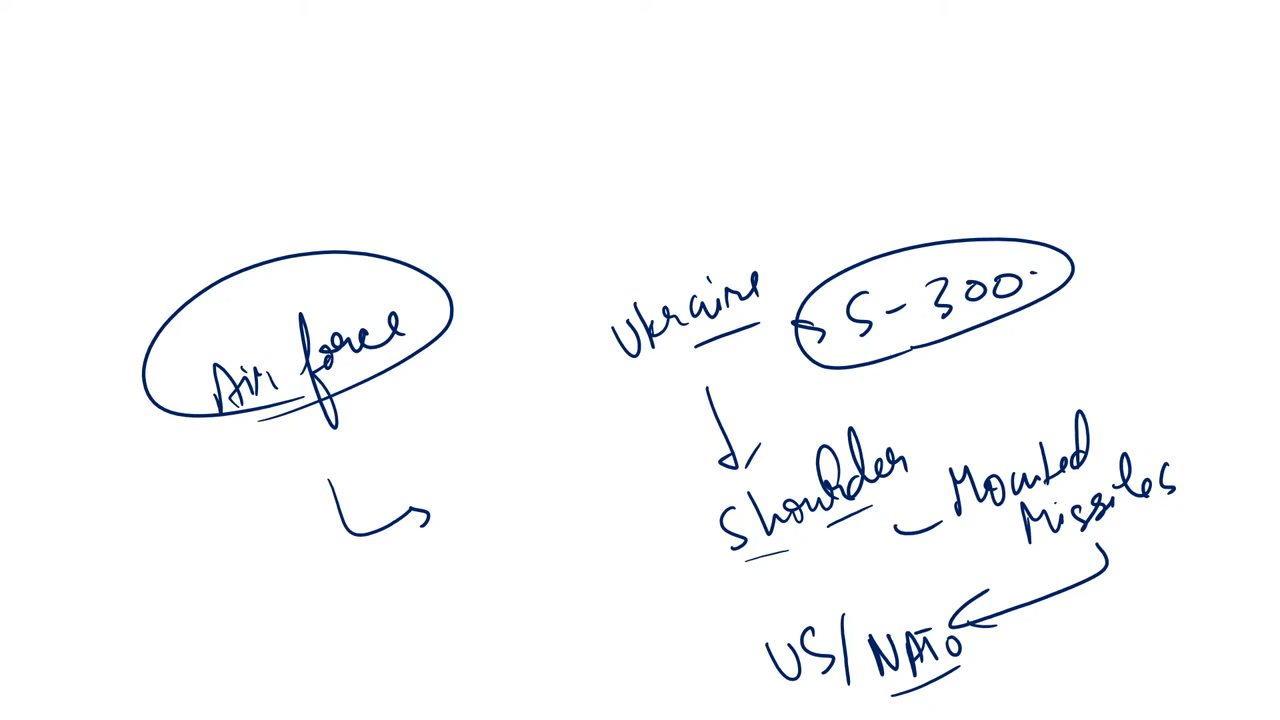 Air force
Ukraine → S-300.
Shoulder - Mounted
Missiles
US/NATO